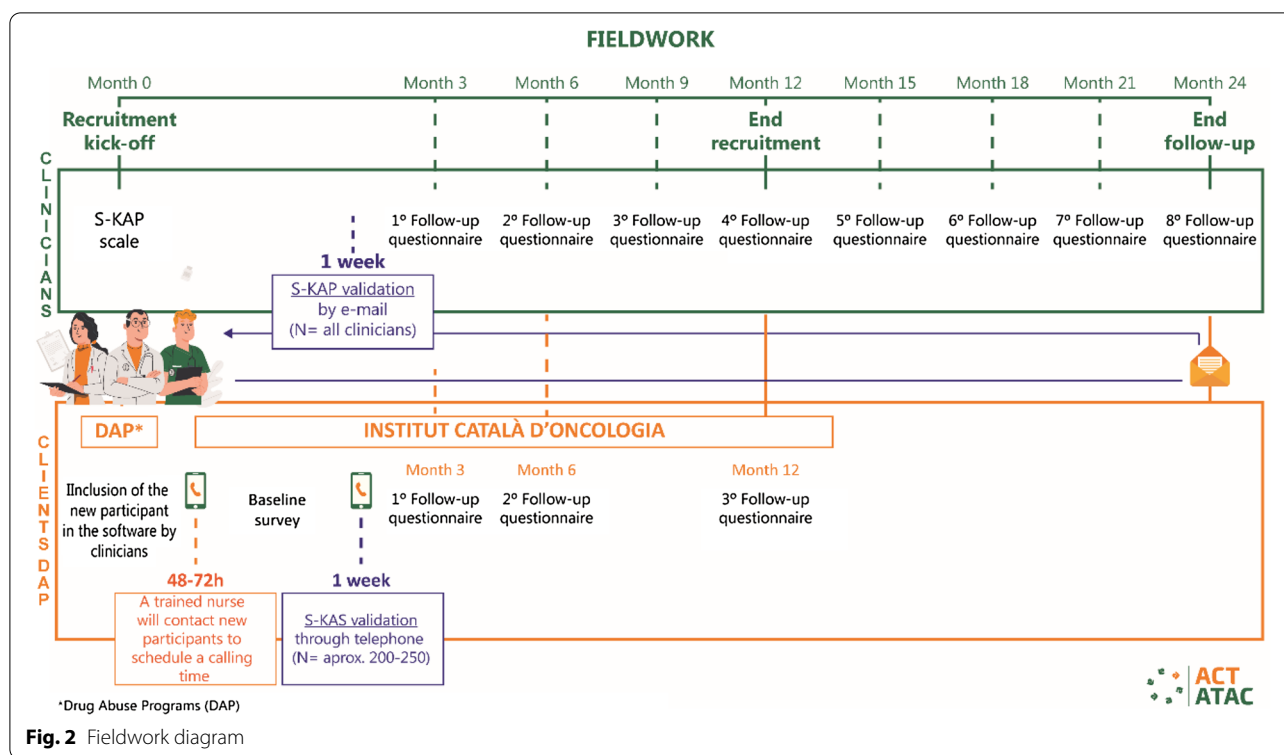 FIELDWORK
Month 0
Month 3
Month 6
Month 9
Month 12
Month 15
Month 18
Month 21
Month 24
Recruitment
kick-off
End
recruitment
End
follow-up
CLINICIANS
S-KAP
scale
1º Follow-up
questionnaire
2º Follow-up
questionnaire
3º Follow-up
questionnaire
4º Follow-up
questionnaire
5º Follow-up
questionnaire
6º Follow-up
questionnaire
7º Follow-up
questionnaire
8º Follow-up
questionnaire
1 week
S-KAP validation
by e-mail
(N= all clinicians)
CLIENTS DAP
DAP*
INSTITUT CATALÀ D'ONCOLOGIA
IInclusion of the
new participant
in the software by
clinicians
Baseline
survey
Month 3
1º Follow-up
questionnaire
Month 6
2º Follow-up
questionnaire
Month 12
3º Follow-up
questionnaire
48-72h
A trained nurse
will contact new
participants to
schedule a calling
time
1 week
S-KAS validation
through telephone
(N= aprox. 200-250)
ACT
ATAC
*Drug Abuse Programs (DAP)
Fig. 2 Fieldwork diagram